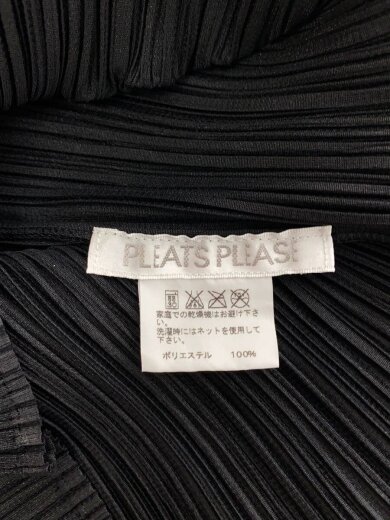 PLEATS PLEASE
家庭での乾燥機はお避け下さ
い。
洗濯時にはネットを使用して
下さい。
ポリエステル 100%